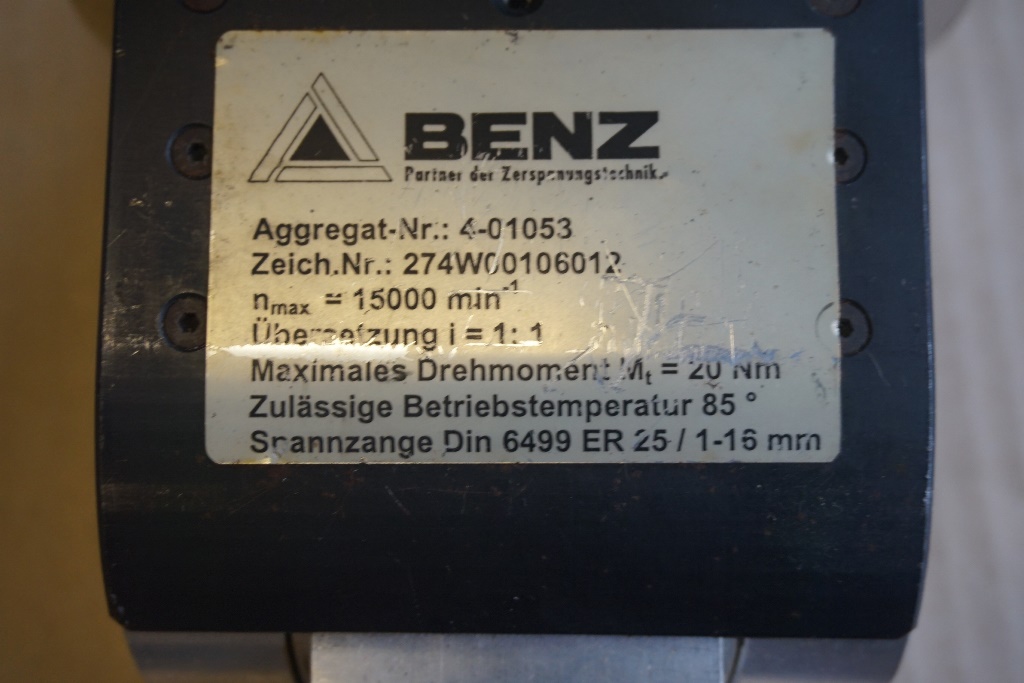 BENZ
Partner der Zerspanungstechnik
Aggregat-Nr.: 4-01053
Zeich.Nr.: 274W00106012
nmax = 15000 min-1
Übersetzung i = 1: 1
Maximales Drehmoment Mt = 20 Nm
Zulässige Betriebstemperatur 85 °
Spannzange Din 6499 ER 25 / 1-16 mm